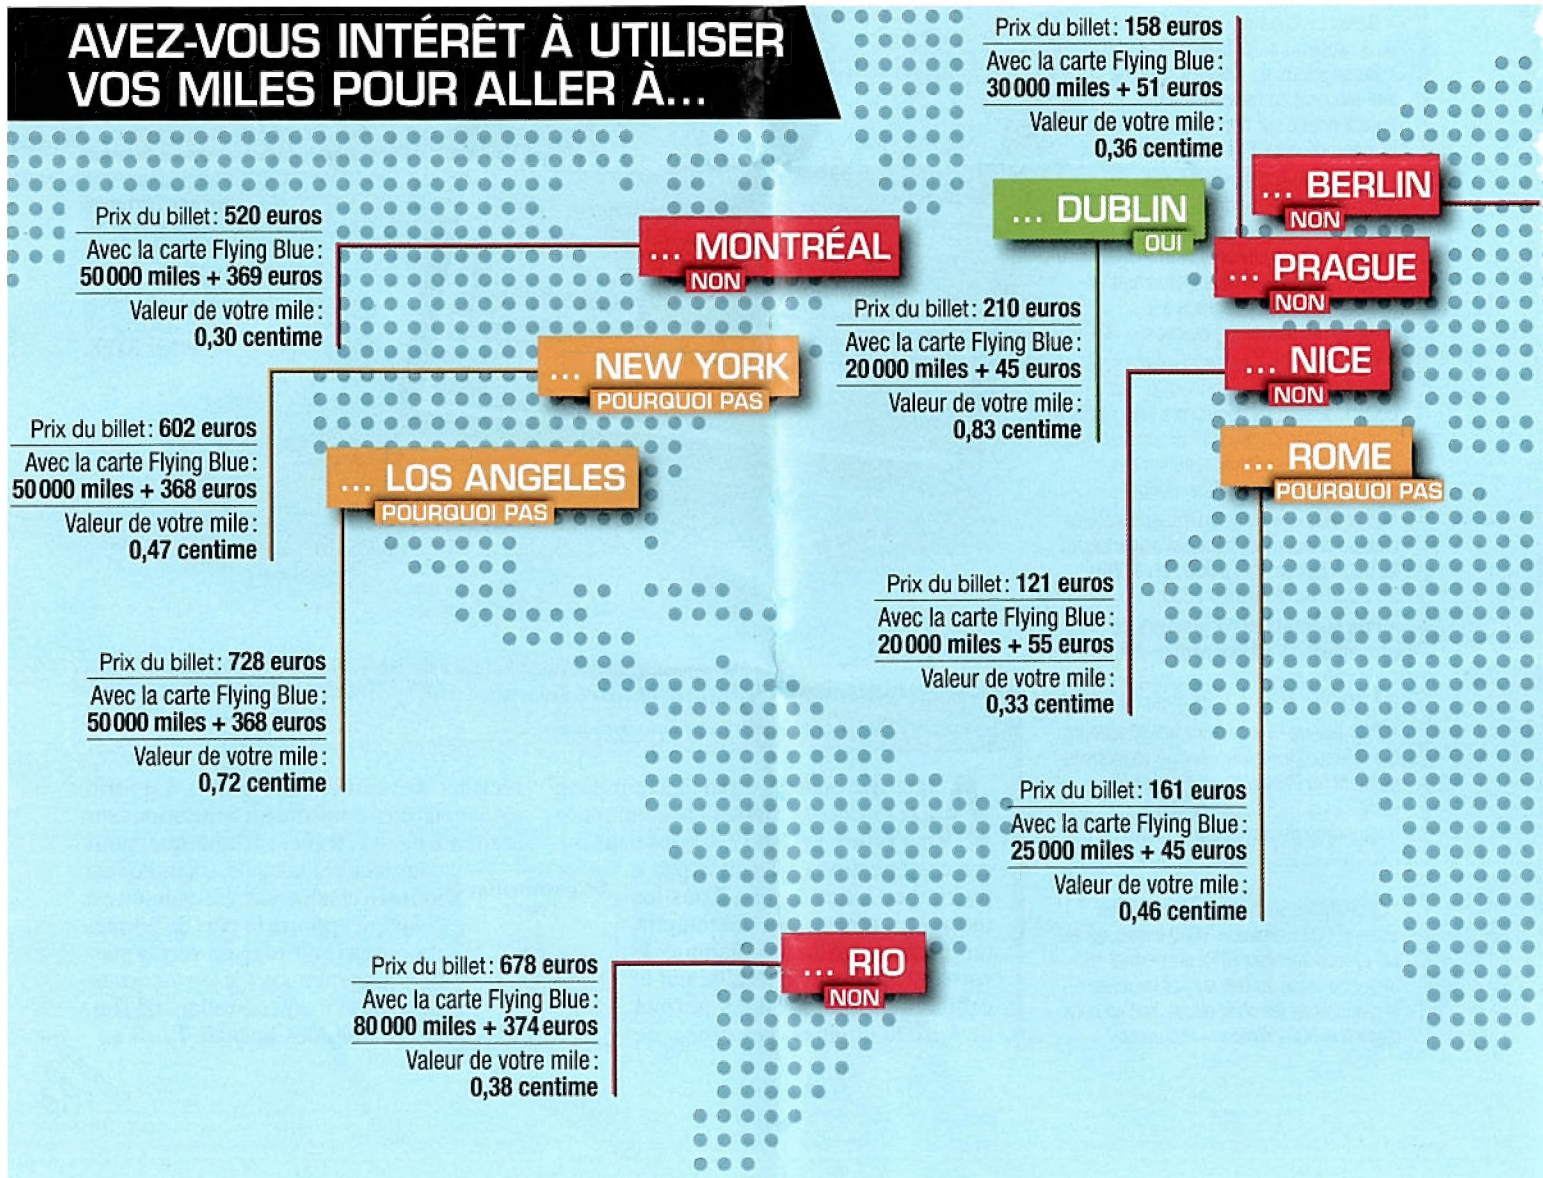 AVEZ-VOUS INTÉRÊT À UTILISER
VOS MILES POUR ALLER À...
Prix du billet : 158 euros
Avec la carte Flying Blue :
30 000 miles + 51 euros
Valeur de votre mile :
0,36 centime
... BERLIN
NON
... DUBLIN
OUI
... PRAGUE
NON
Prix du billet : 520 euros
Avec la carte Flying Blue :
50 000 miles + 369 euros
Valeur de votre mile :
0,30 centime
... MONTRÉAL
NON
Prix du billet : 210 euros
Avec la carte Flying Blue :
20 000 miles + 45 euros
Valeur de votre mile :
0,83 centime
... NICE
NON
... NEW YORK
POURQUOI PAS
Prix du billet : 602 euros
Avec la carte Flying Blue :
50 000 miles + 368 euros
Valeur de votre mile :
0,47 centime
... LOS ANGELES
POURQUOI PAS
... ROME
POURQUOI PAS
Prix du billet : 121 euros
Avec la carte Flying Blue :
20 000 miles + 55 euros
Valeur de votre mile :
0,33 centime
Prix du billet : 728 euros
Avec la carte Flying Blue :
50 000 miles + 368 euros
Valeur de votre mile :
0,72 centime
Prix du billet : 161 euros
Avec la carte Flying Blue :
25 000 miles + 45 euros
Valeur de votre mile :
0,46 centime
... RIO
NON
Prix du billet : 678 euros
Avec la carte Flying Blue :
80 000 miles + 374 euros
Valeur de votre mile :
0,38 centime